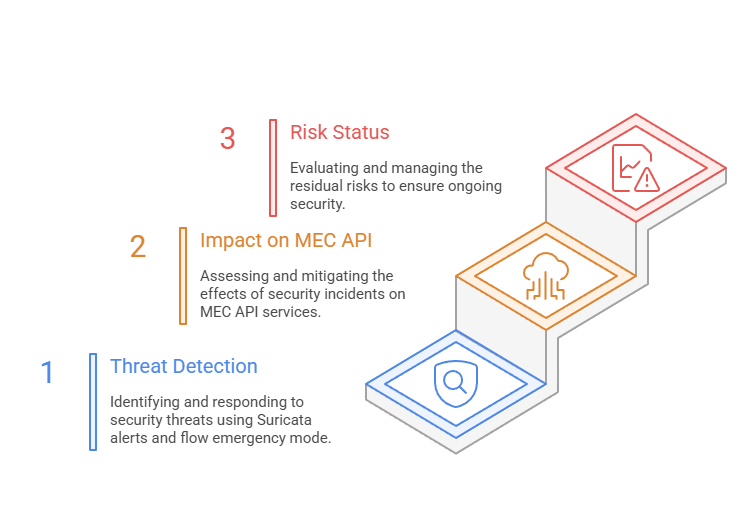 3
Risk Status
Evaluating and managing the
residual risks to ensure ongoing
security.
2
Impact on MEC API
Assessing and mitigating the
effects of security incidents on
MEC API services.
1
Threat Detection
Identifying and responding to
security threats using Suricata
alerts and flow emergency mode.